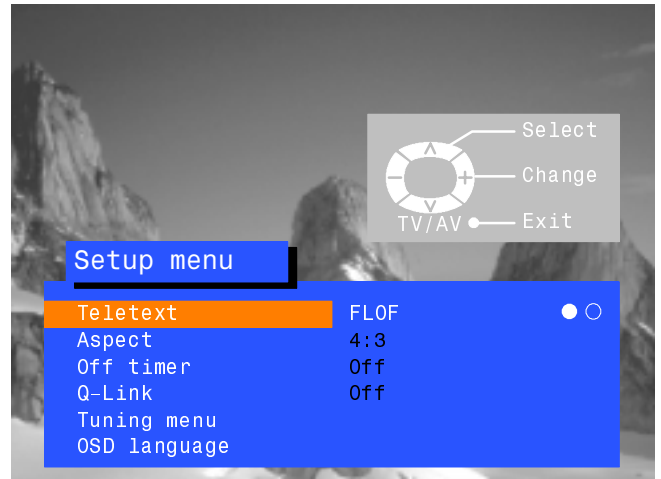 Select
Change
TV/AV Exit
Setup menu
Teletext FLOF
Aspect 4:3
Off timer Off
Q-Link Off
Tuning menu
OSD language